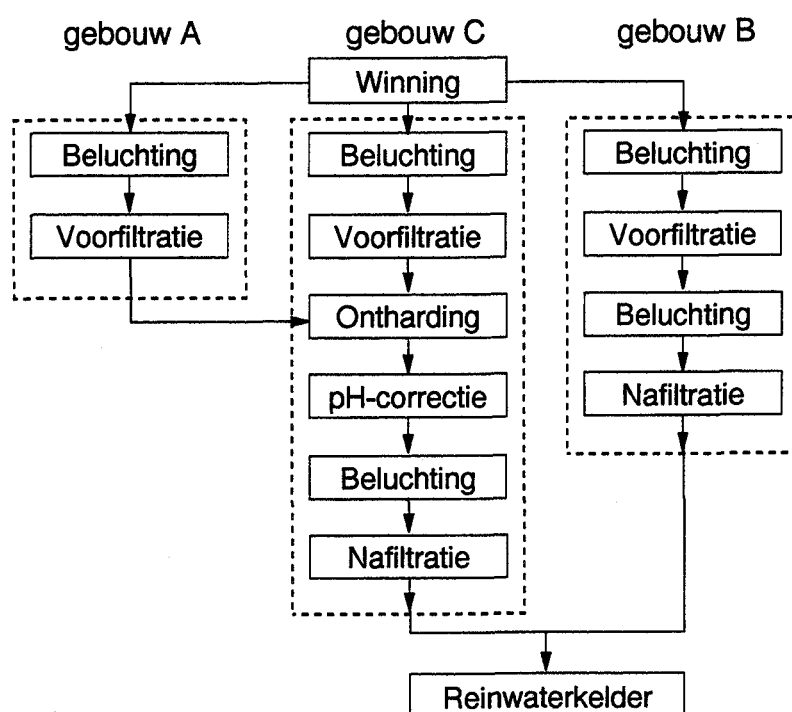 gebouw A
gebouw C
gebouw B
Winning
Beluchting
Voorfiltratie
Beluchting
Voorfiltratie
Ontharding
pH-correctie
Beluchting
Nafiltratie
Beluchting
Voorfiltratie
Beluchting
Nafiltratie
Reinwaterkelder